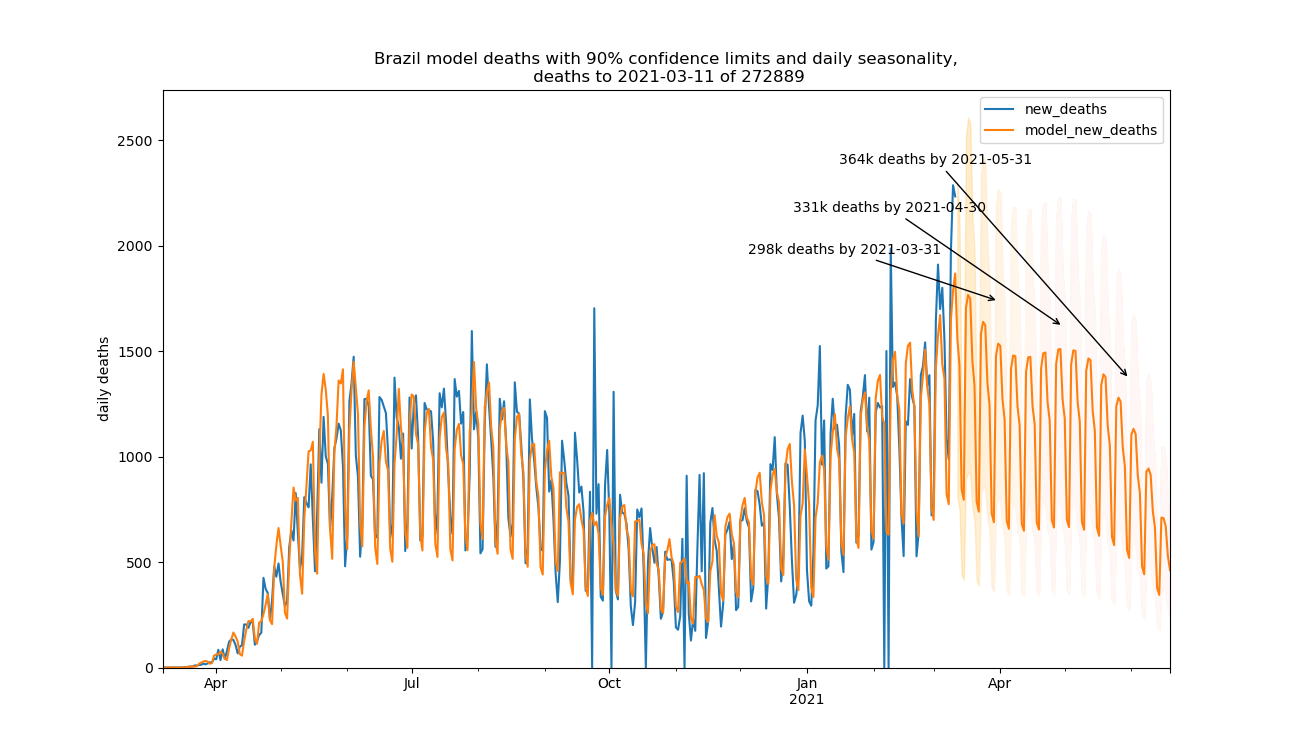 Brazil model deaths with 90% confidence limits and daily seasonality,
deaths to 2021-03-11 of 272889
new_deaths
model_new_deaths
364k deaths by 2021-05-31
331k deaths by 2021-04-30
298k deaths by 2021-03-31
daily deaths
2500
2000
1500
1000
500
0
Apr
Jul
Oct
Jan
2021
Apr